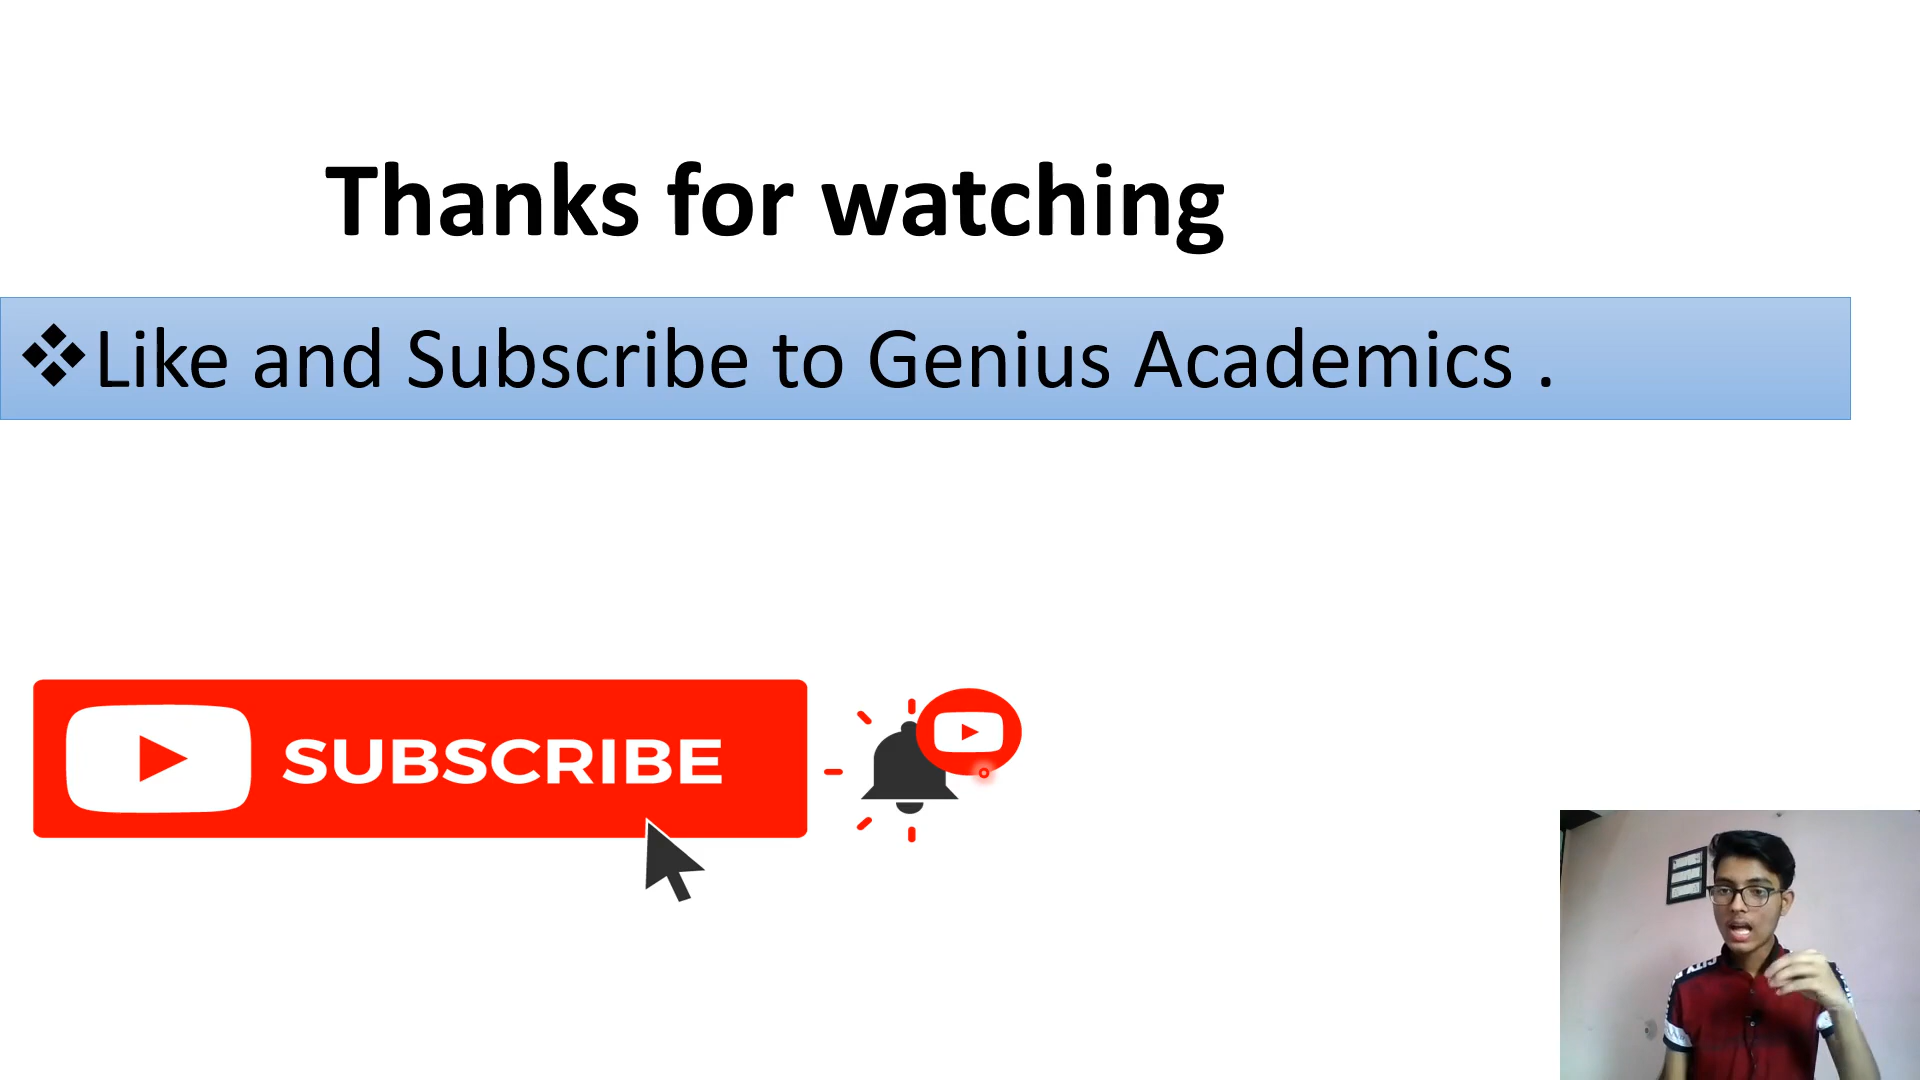 Thanks for watching
❖Like and Subscribe to Genius Academics .
SUBSCRIBE